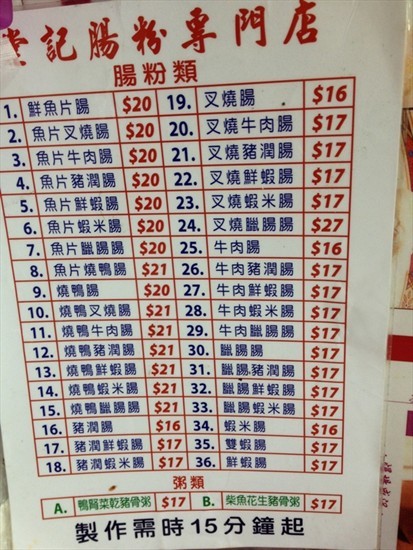 記腸粉專門店
腸粉類
1. 鮮魚片腸 $20 19. 叉燒腸 $16
2. 魚片叉燒腸 $20 20. 叉燒牛肉腸 $17
3. 魚片牛肉腸 $20 21. 叉燒豬潤腸 $17
4. 魚片豬潤腸 $20 22. 叉燒鮮蝦腸 $17
5. 魚片鮮蝦腸 $20 23. 叉燒蝦米腸 $17
6. 魚片蝦米腸 $20 24. 叉燒臘腸腸 $27
7. 魚片臘腸腸 $20 25. 牛肉腸 $16
8. 魚片燒鴨腸 $21 26. 牛肉豬潤腸 $17
9. 燒鴨腸 $20 27. 牛肉鮮蝦腸 $17
10. 燒鴨叉燒腸 $21 28. 牛肉蝦米腸 $17
11. 燒鴨牛肉腸 $21 29. 牛肉臘腸腸 $17
12. 燒鴨豬潤腸 $21 30. 臘腸腸 $17
13. 燒鴨鮮蝦腸 $21 31. 臘腸豬潤腸 $17
14. 燒鴨蝦米腸 $21 32. 臘腸鮮蝦腸 $17
15. 燒鴨臘腸腸 $21 33. 臘腸蝦米腸 $17
16. 豬潤腸 $16 34. 蝦米腸 $16
17. 豬潤鮮蝦腸 $17 35. 雙蝦腸 $17
18. 豬潤蝦米腸 $17 36. 鮮蝦腸 $17
粥類
A. 鴨腎菜乾豬骨粥 $17 B. 柴魚花生豬骨粥 $17
製作需時15分鐘起